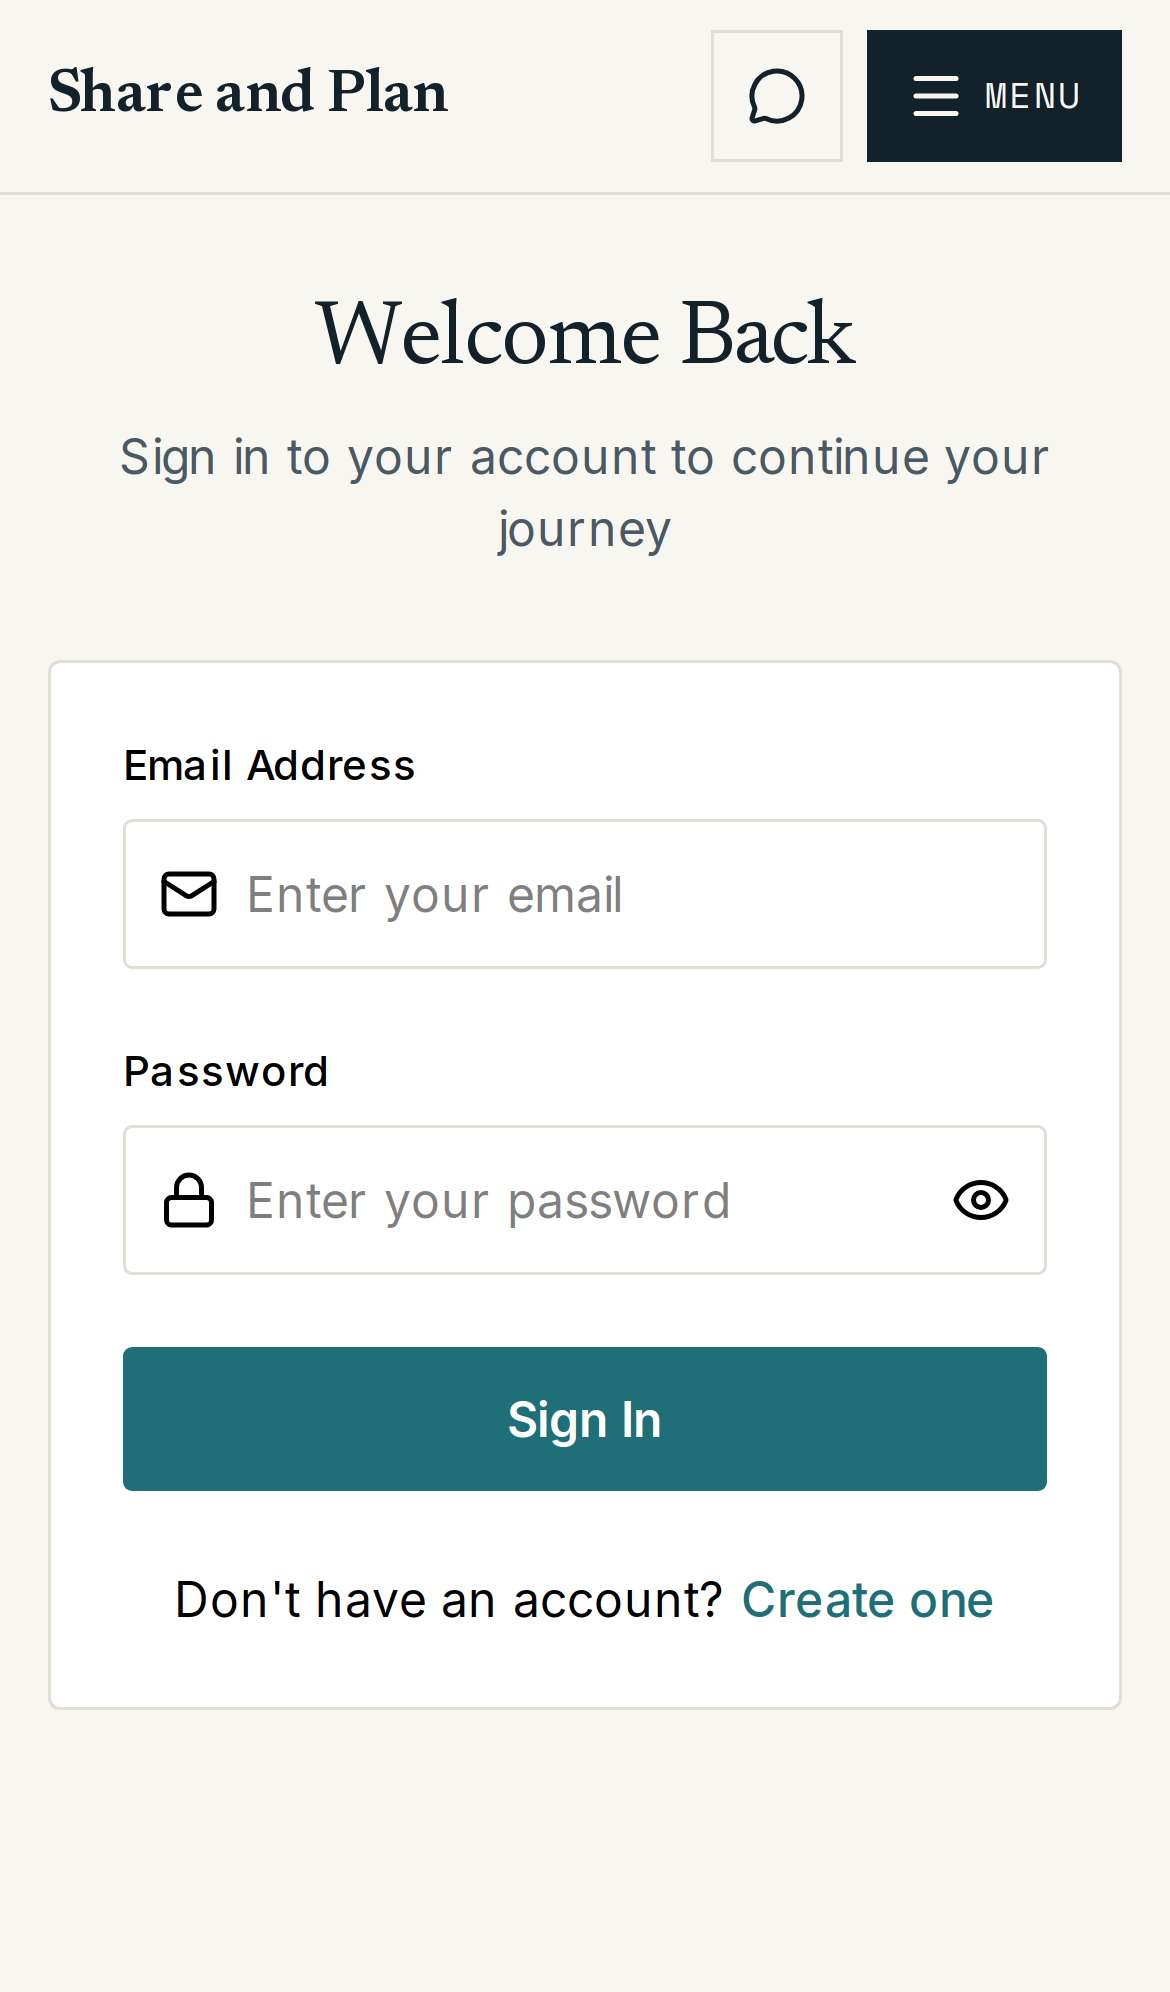 Share and Plan
MENU
Welcome Back
Sign in to your account to continue your
journey
Email Address
Enter your email
Password
Enter your password
Sign In
Don't have an account? Create one